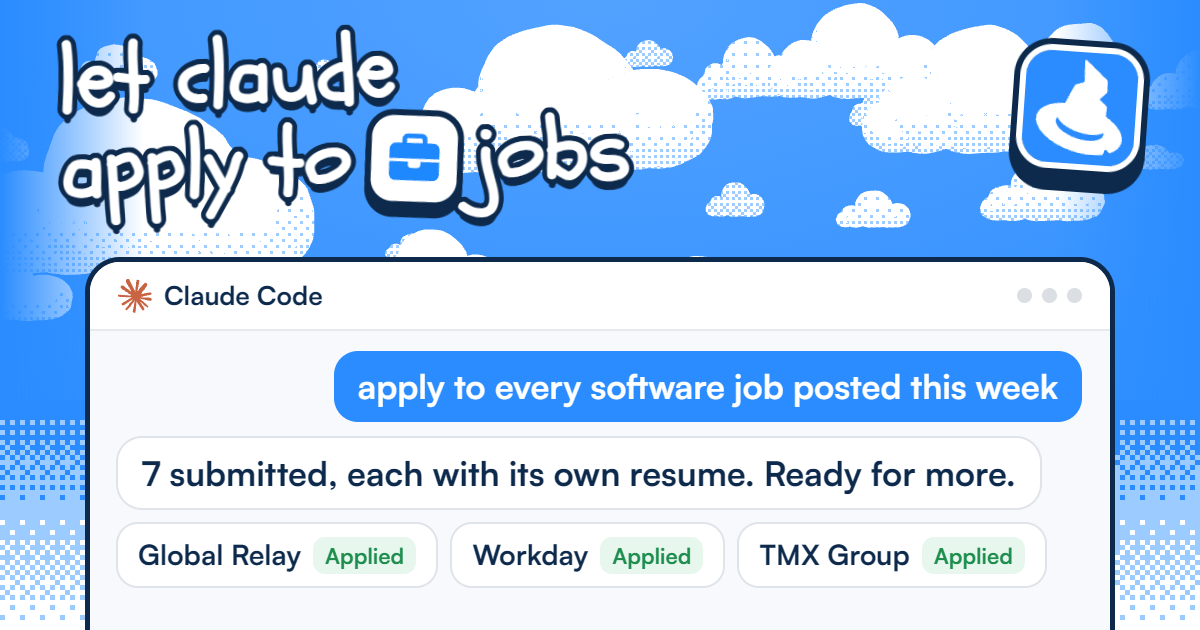 let claude
apply to jobs
Claude Code
apply to every software job posted this week
7 submitted, each with its own resume. Ready for more.
Global Relay Applied Workday Applied TMX Group Applied